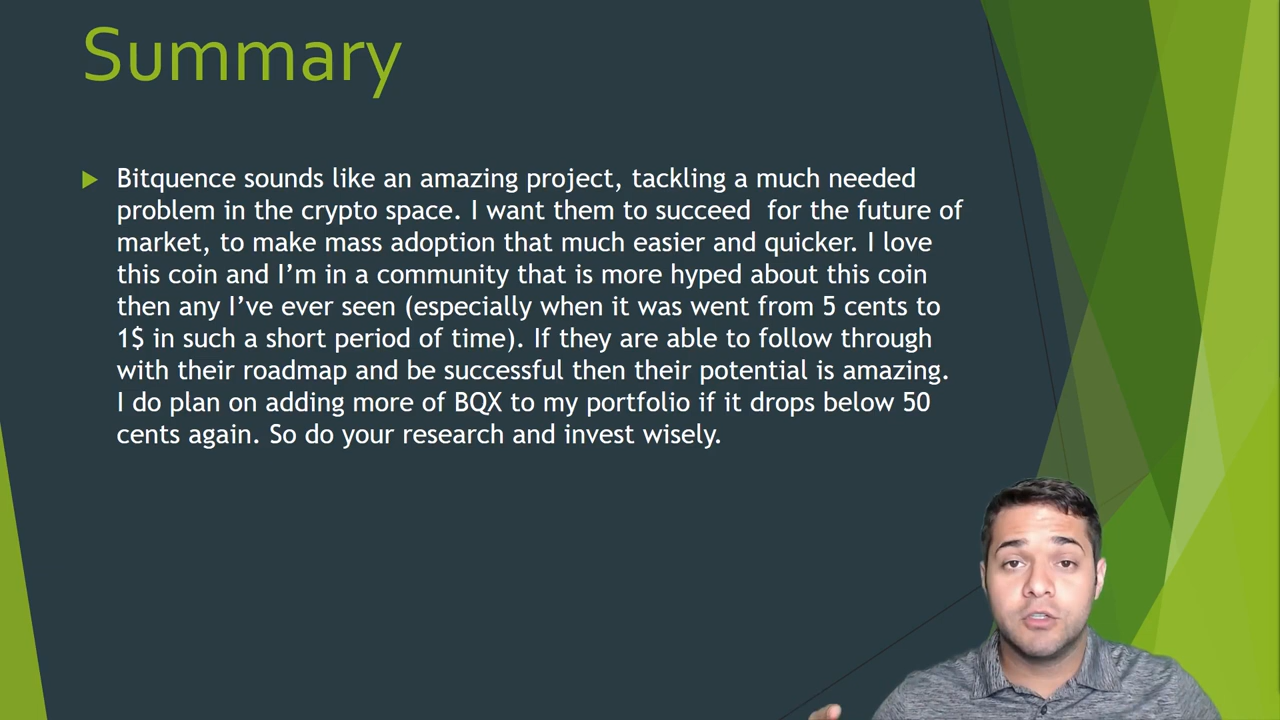 Summary
Bitquence sounds like an amazing project, tackling a much needed
problem in the crypto space. I want them to succeed  for the future of
market, to make mass adoption that much easier and quicker. I love
this coin and I’m in a community that is more hyped about this coin
then any I’ve ever seen (especially when it was went from 5 cents to
1$ in such a short period of time). If they are able to follow through
with their roadmap and be successful then their potential is amazing.
I do plan on adding more of BQX to my portfolio if it drops below 50
cents again. So do your research and invest wisely.